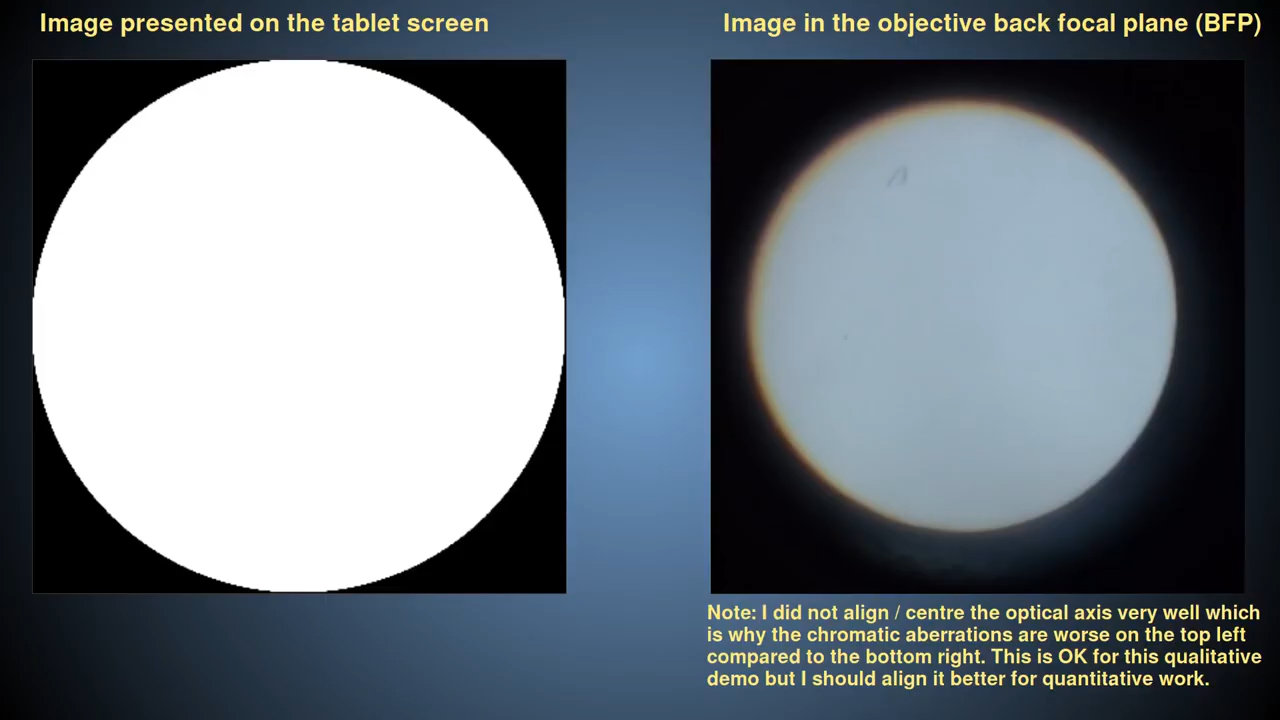 Image presented on the tablet screen
Image in the objective back focal plane (BFP)
Note: I did not align / centre the optical axis very well which
is why the chromatic aberrations are worse on the top left
compared to the bottom right. This is OK for this qualitative
demo but I should align it better for quantitative work.